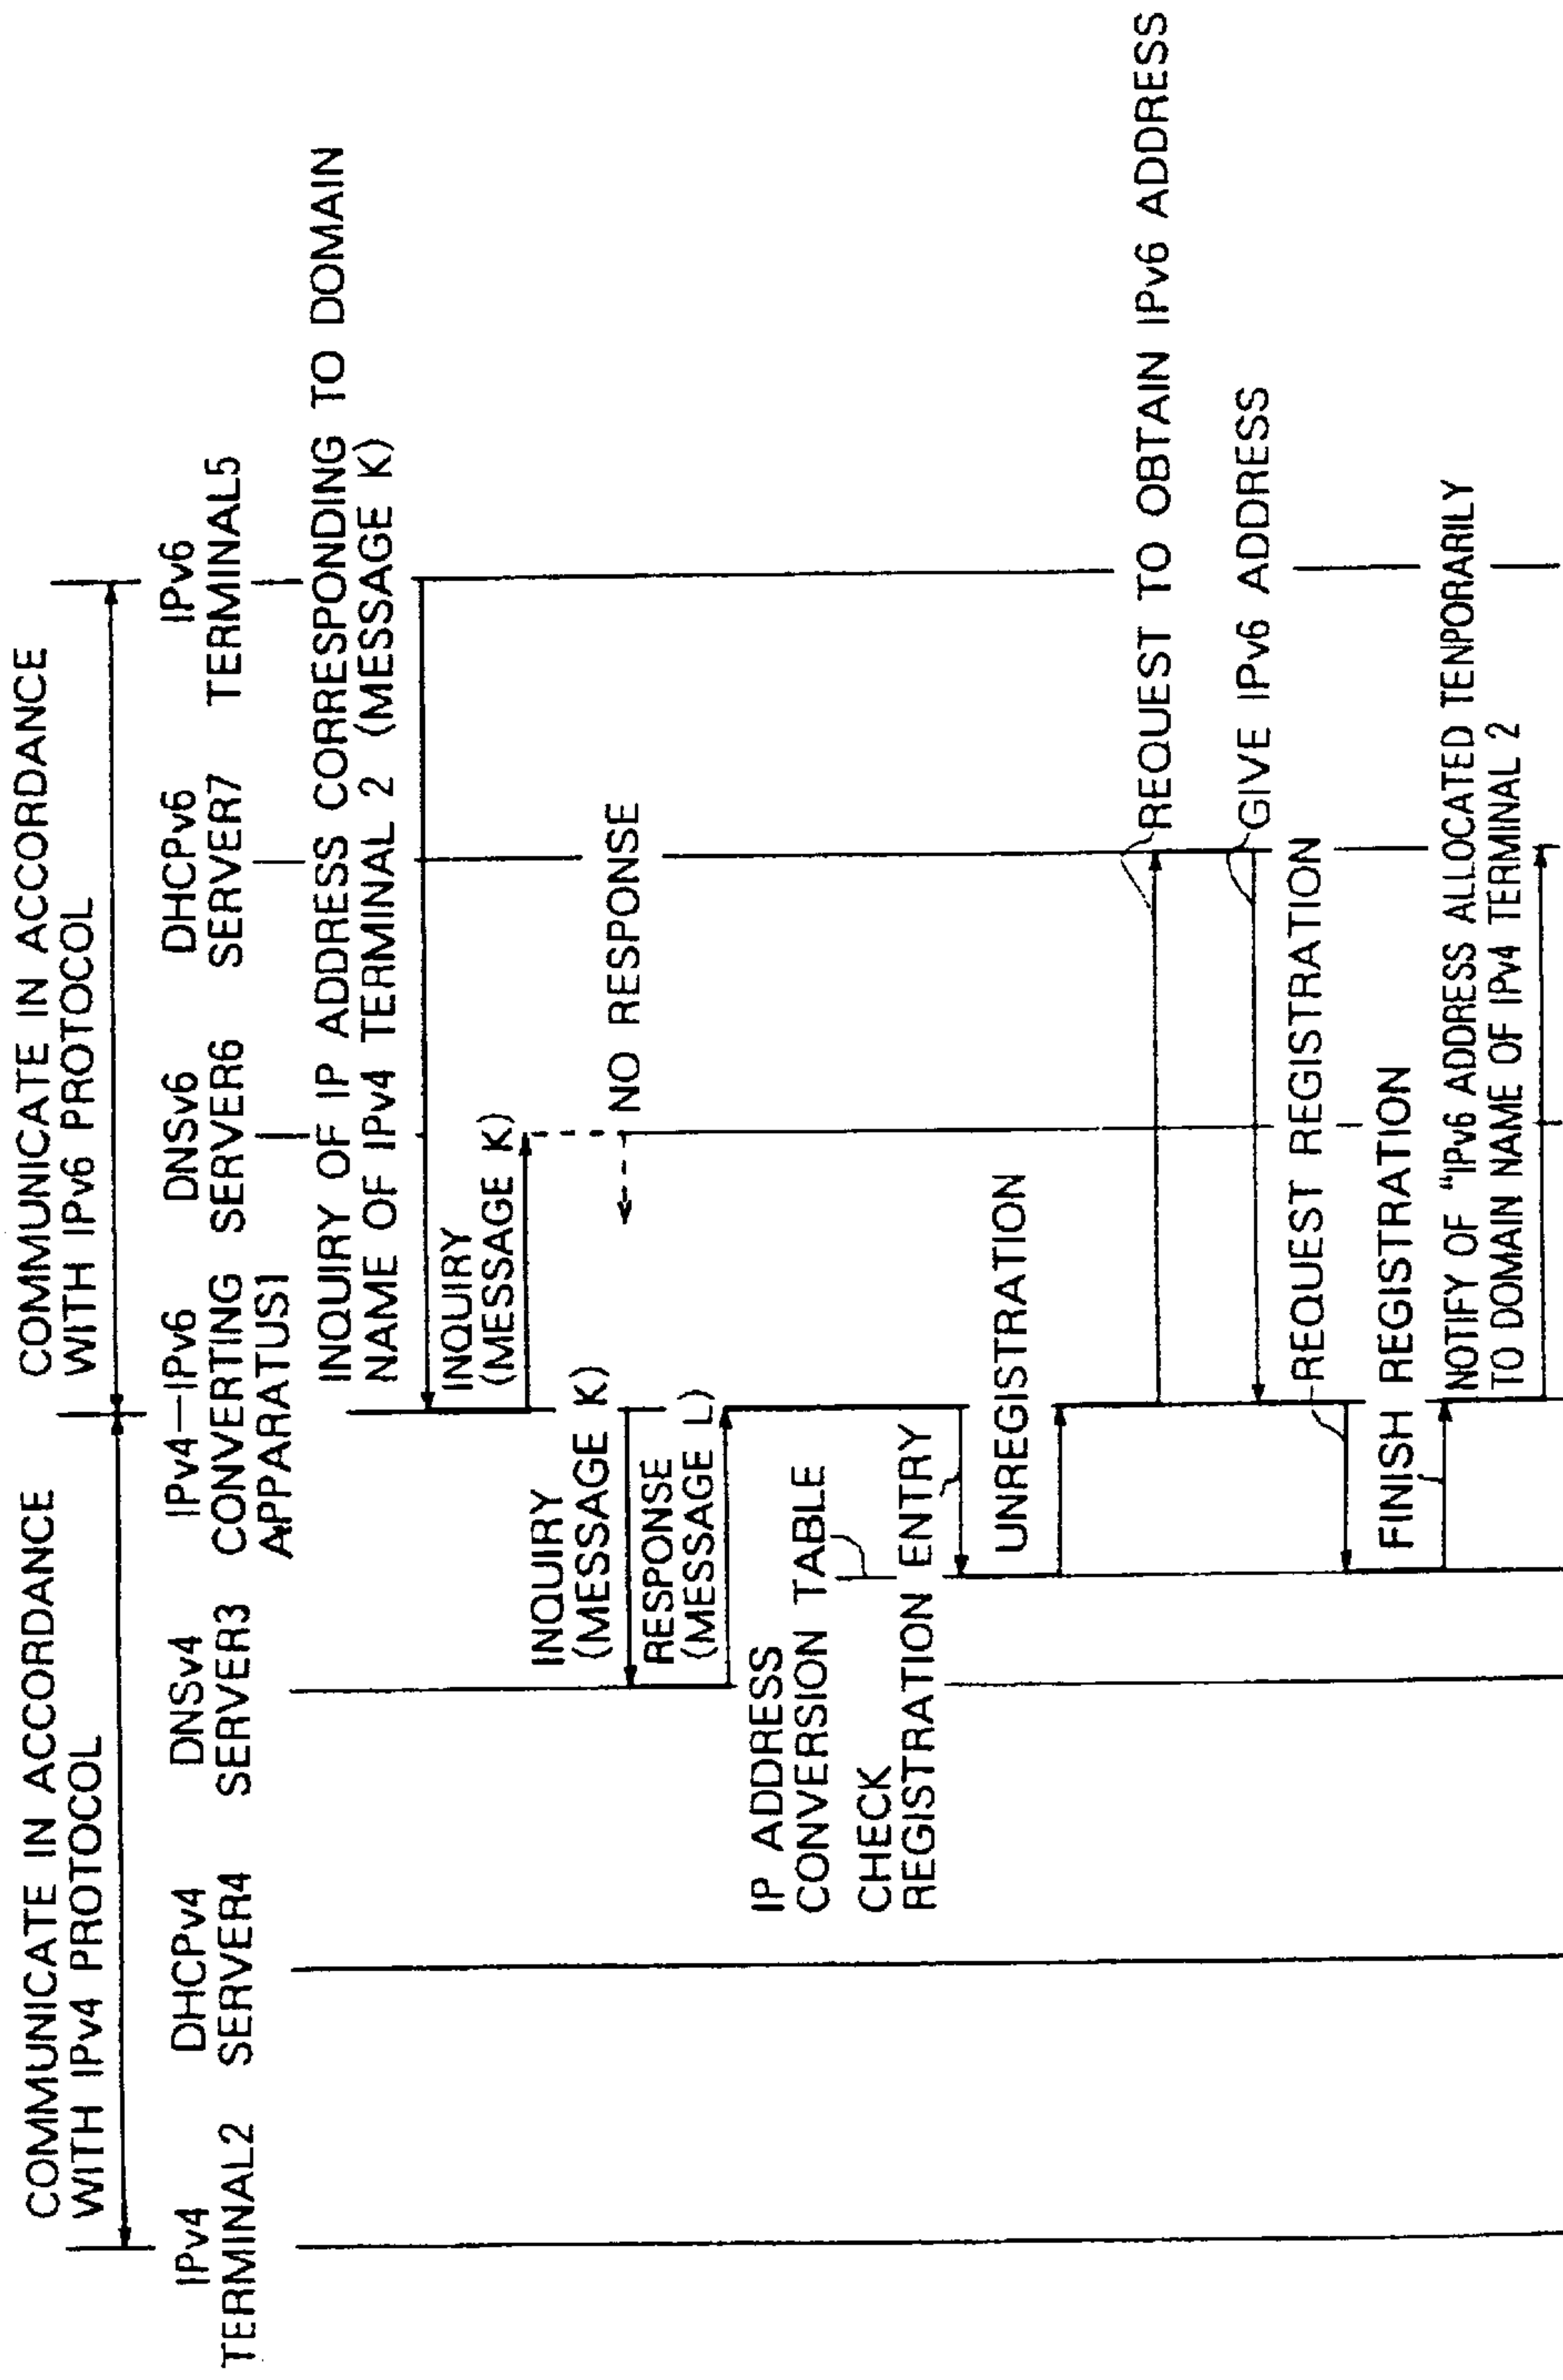 COMMUNICATE IN ACCORDANCE
WITH IPv4 PROTOCOL
COMMUNICATE IN ACCORDANCE
WITH IPv6 PROTOCOL
IPv4
TERMINAL2
DHCPv4
SERVER4
DNSv4
SERVER3
IPv4—IPv6
CONVERTING
APPARATUS1
DNSv6
SERVER6
DHCPv6
SERVER7
IPv6
TERMINAL5
INQUIRY OF IP ADDRESS CORRESPONDING TO DOMAIN
NAME OF IPv4 TERMINAL 2 (MESSAGE K)
INQUIRY
(MESSAGE K)
INQUIRY
(MESSAGE K)
NO RESPONSE
RESPONSE
(MESSAGE L)
IP ADDRESS
CONVERSION TABLE
CHECK
REGISTRATION ENTRY
UNREGISTRATION
REQUEST TO OBTAIN IPv6 ADDRESS
GIVE IPv6 ADDRESS
REQUEST REGISTRATION
FINISH REGISTRATION
NOTIFY OF "IPv6 ADDRESS ALLOCATED TENPORARILY
TO DOMAIN NAME OF IPv4 TERMINAL 2